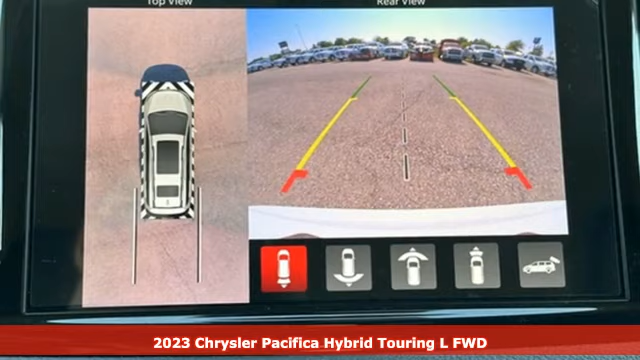 Top View
Rear View
2023 Chrysler Pacifica Hybrid Touring L FWD